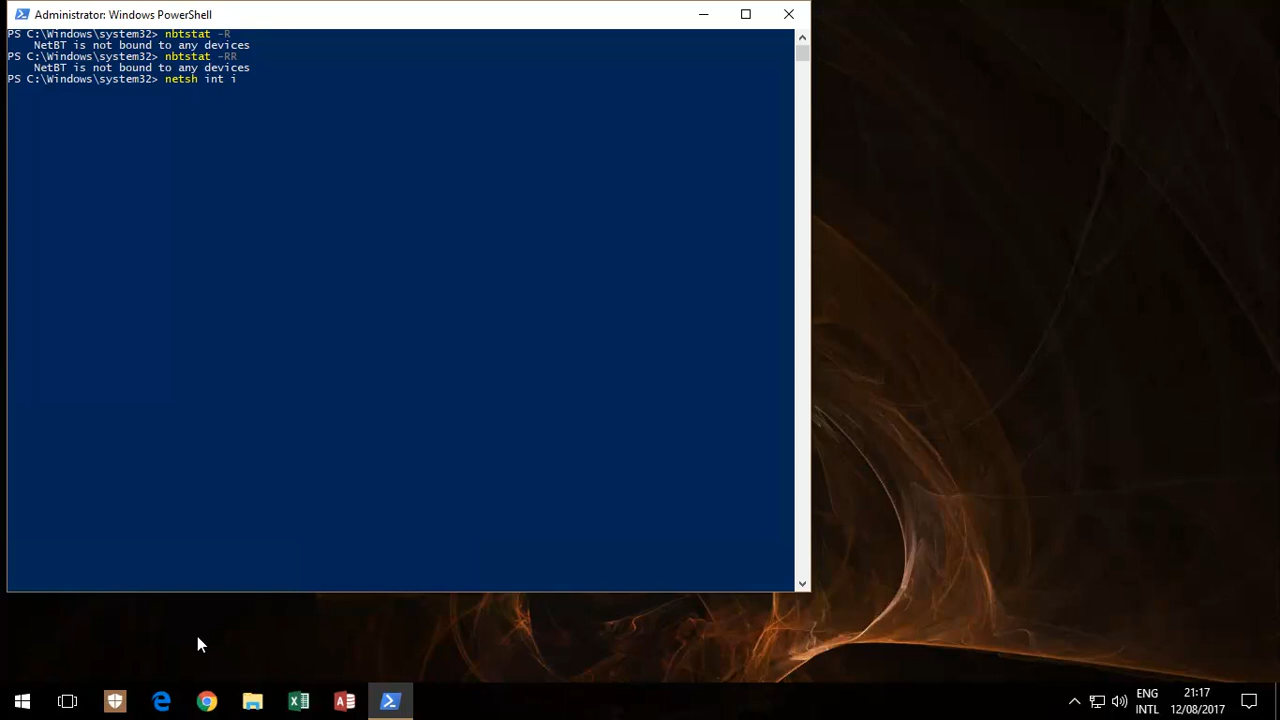 Administrator: Windows PowerShell
PS C:\Windows\system32> nbtstat -R
NetBT is not bound to any devices
PS C:\Windows\system32> nbtstat -RR
NetBT is not bound to any devices
PS C:\Windows\system32> netsh int i
ENG
INTL
21:17
12/08/2017